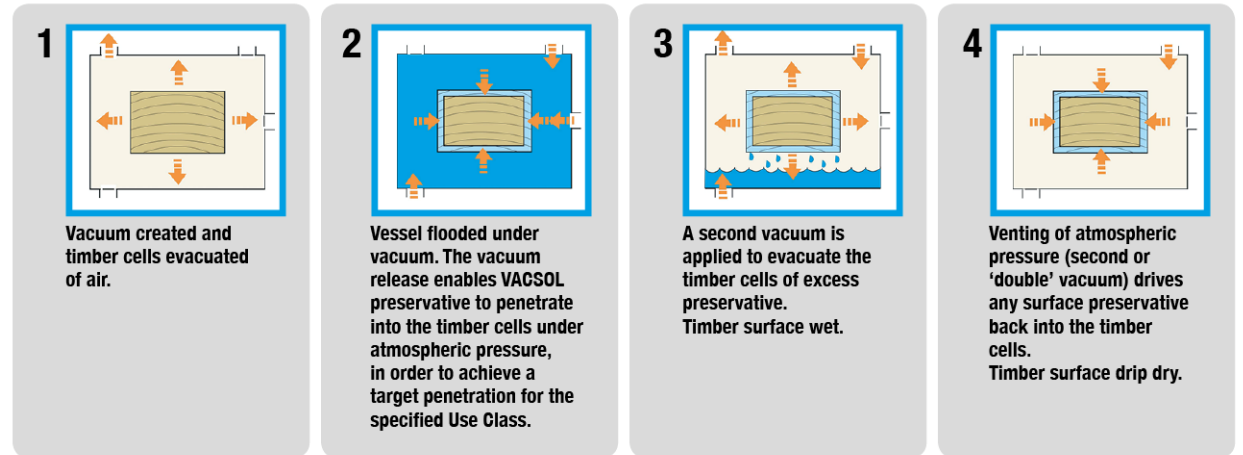 1
Vacuum created and
timber cells evacuated
of air.
2
Vessel flooded under
vacuum. The vacuum
release enables VACSOL
preservative to penetrate
into the timber cells under
atmospheric pressure,
in order to achieve a
target penetration for the
specified Use Class.
3
A second vacuum is
applied to evacuate the
timber cells of excess
preservative.
Timber surface wet.
4
Venting of atmospheric
pressure (second or
‘double’ vacuum) drives
any surface preservative
back into the timber
cells.
Timber surface drip dry.